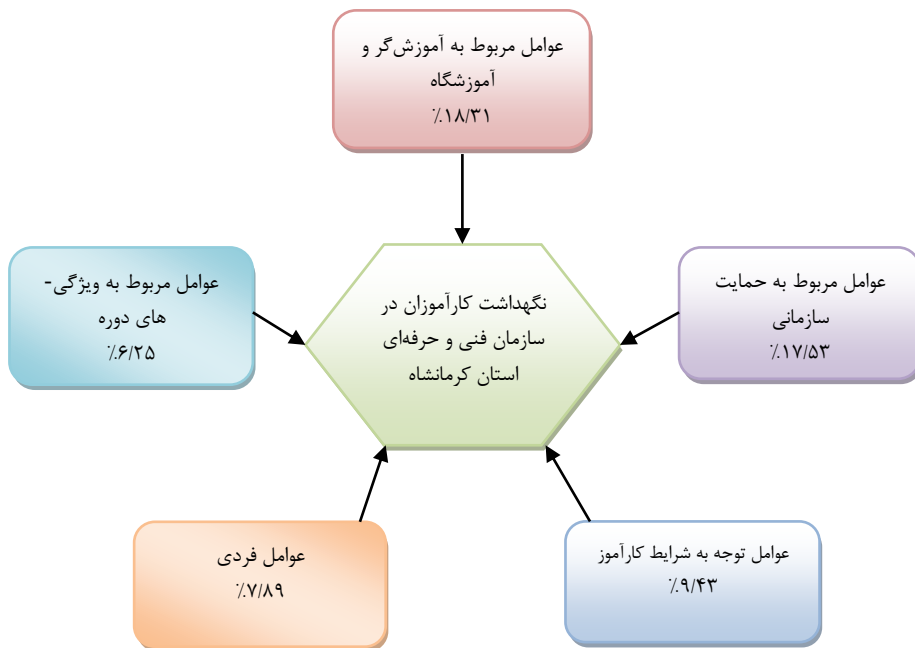 عوامل مربوط به آموزش‌گر و
آموزشگاه
٪۱۸/۳۱
عوامل مربوط به حمایت
سازمانی
٪۱۷/۵۳
عوامل مربوط به ویژگی-
های دوره
٪۶/۲۵
نگهداشت کارآموزان در
سازمان فنی و حرفه‌ای
استان کرمانشاه
عوامل توجه به شرایط کارآموز
٪۹/۴۳
عوامل فردی
٪۷/۸۹